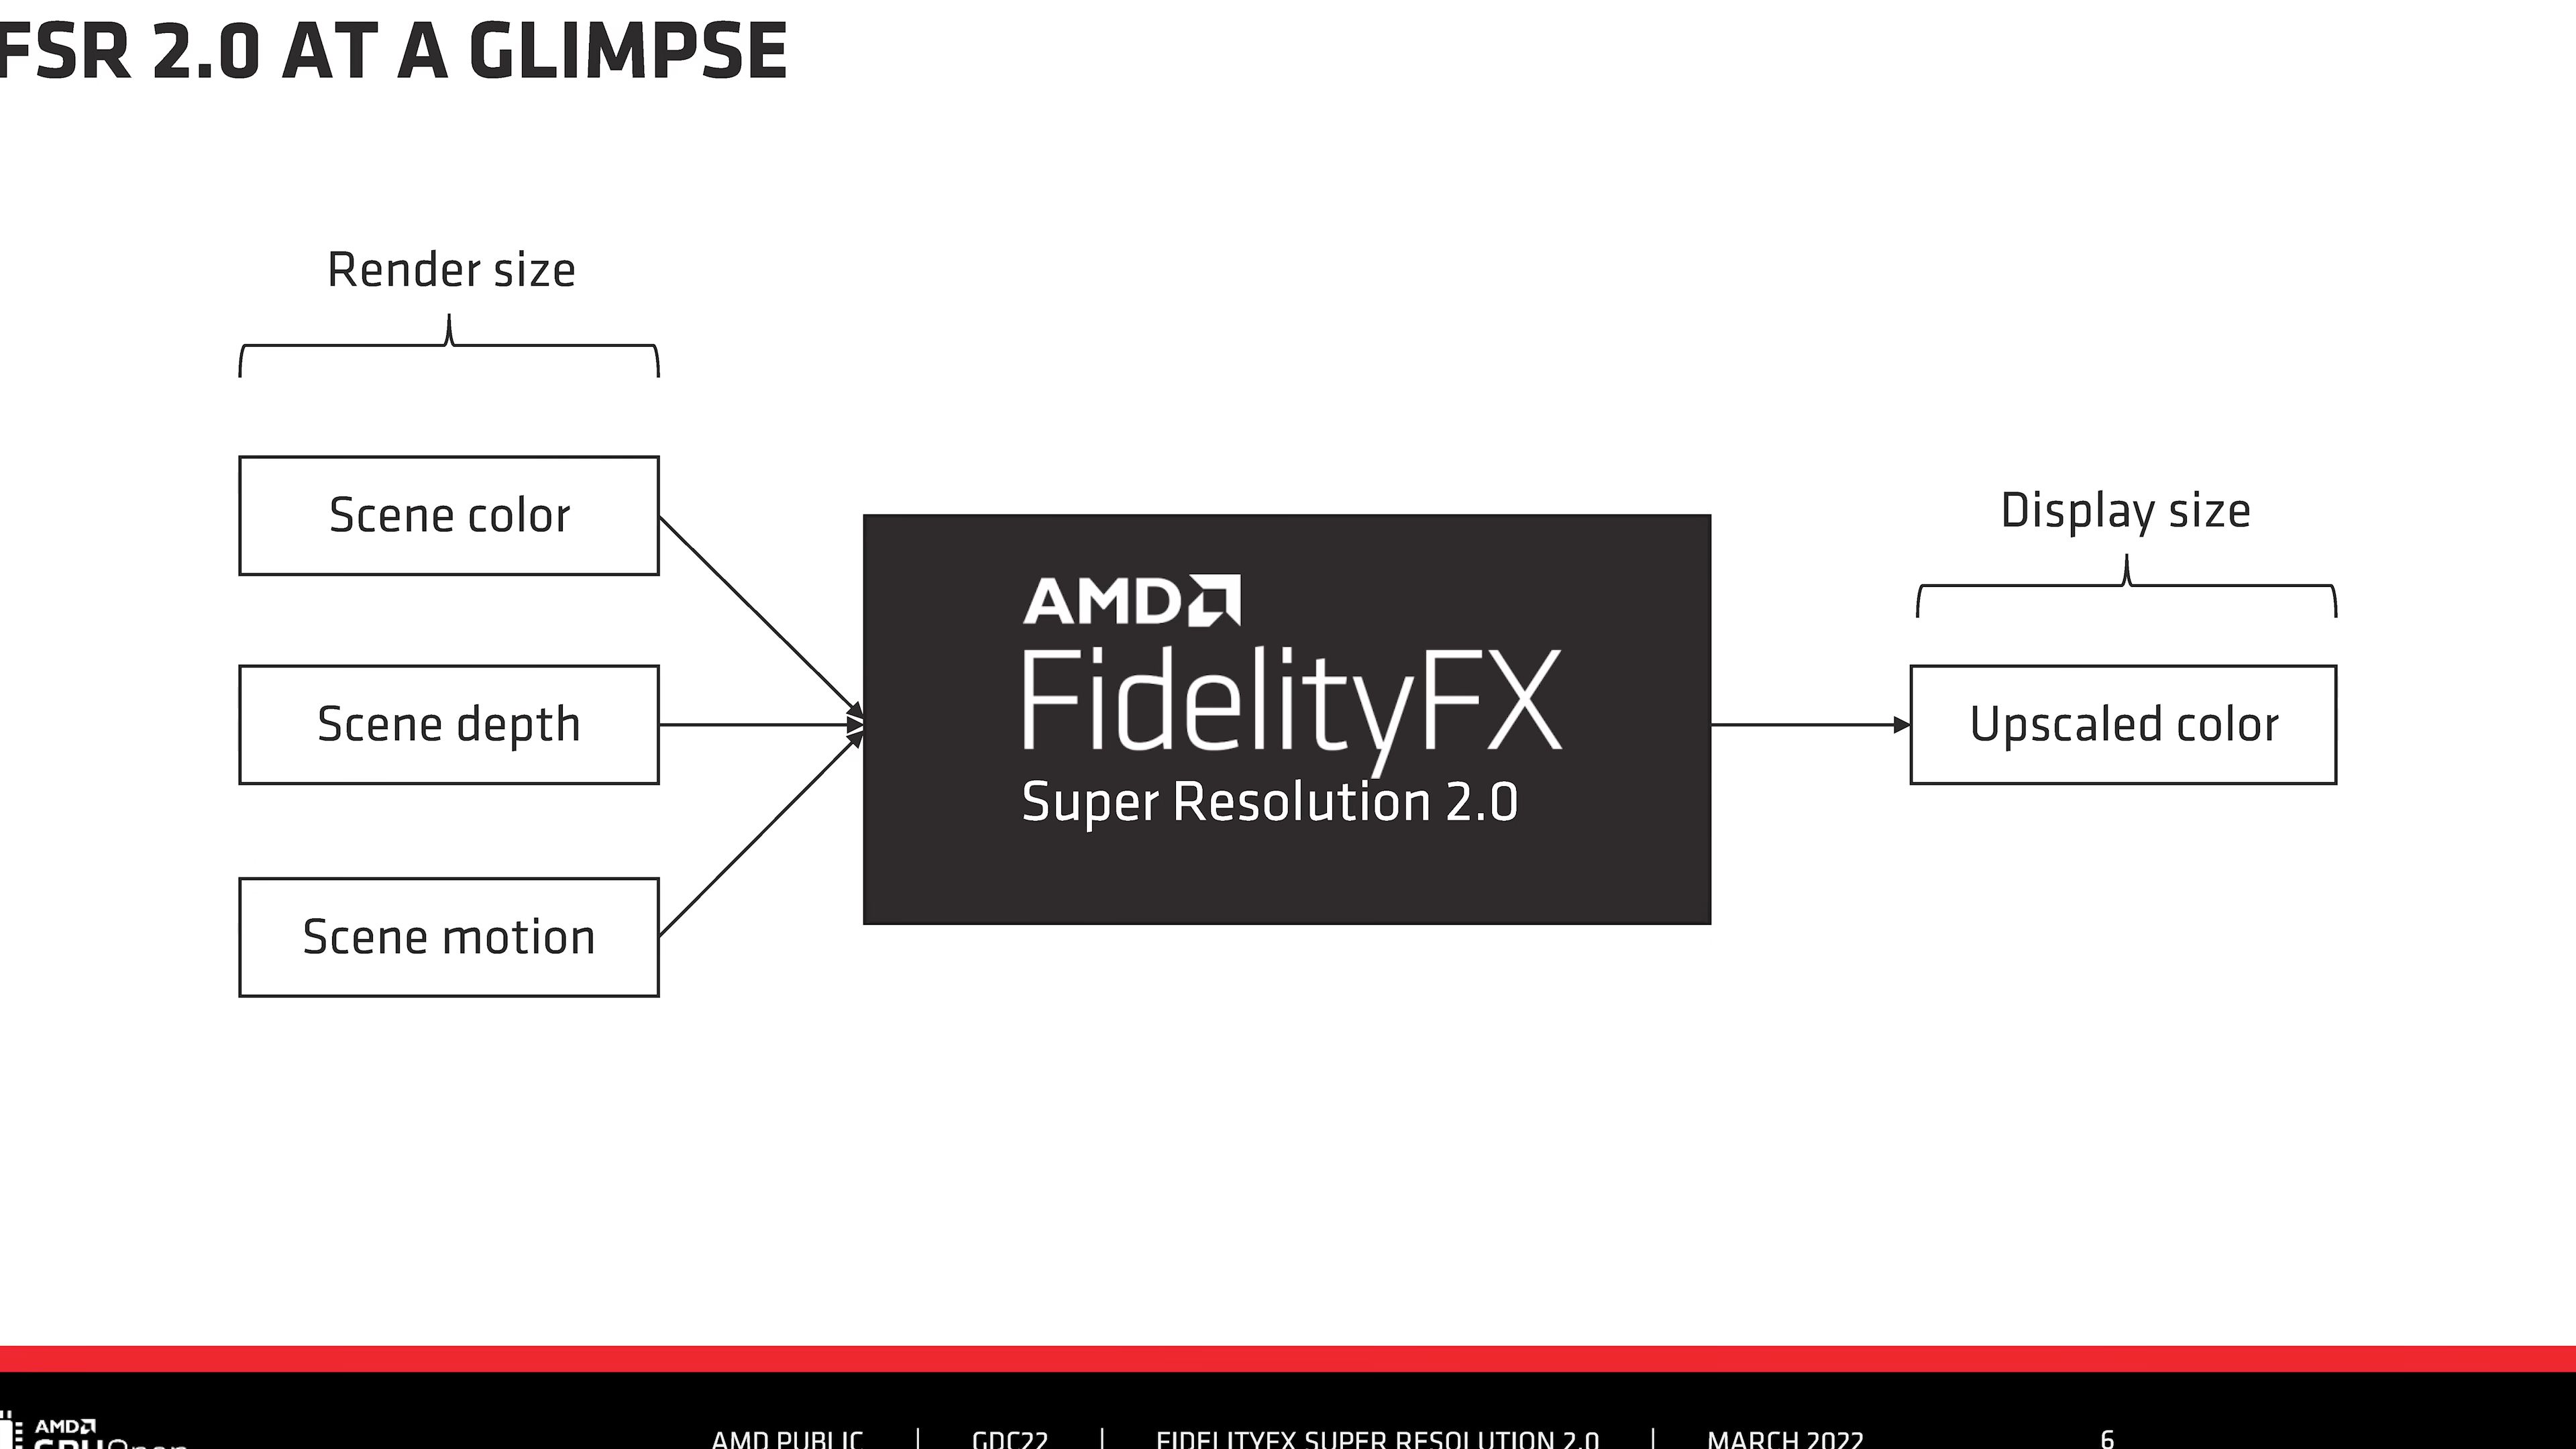 FSR 2.0 AT A GLIMPSE
Render size
Scene color
Scene depth
Scene motion
AMD
FidelityFX
Super Resolution 2.0
Display size
Upscaled color
AMD
GPUOpen
AMD PUBLIC | GDC22 | FIDELITYFX SUPER RESOLUTION 2.0 | MARCH 2022 6